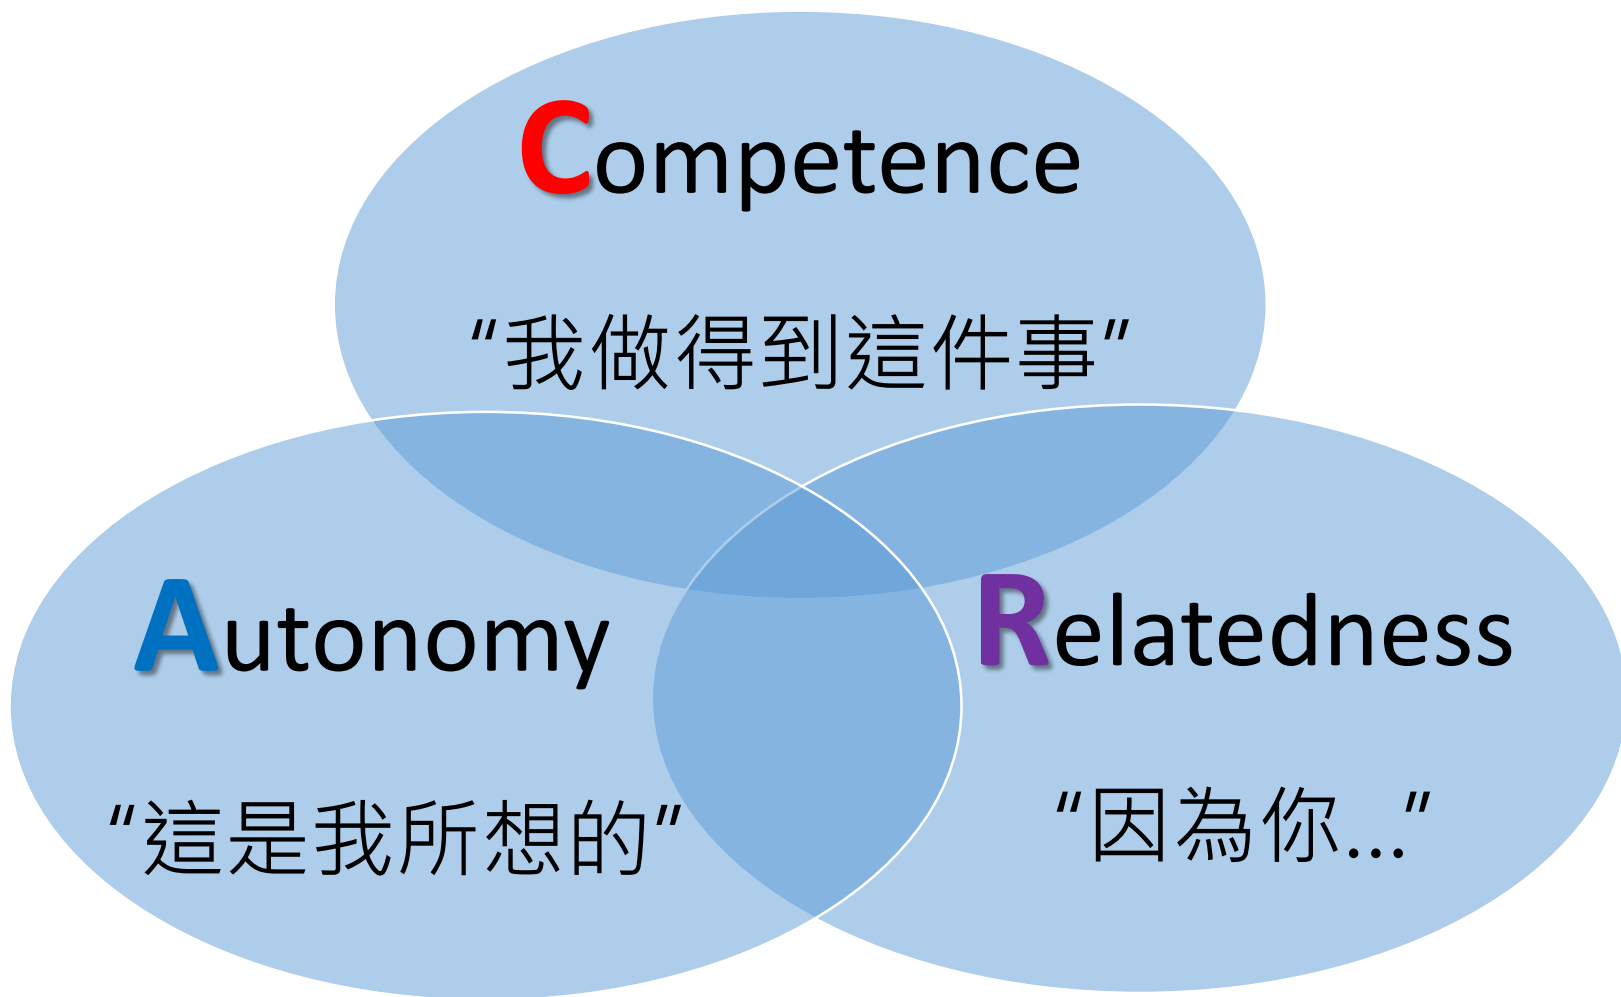 Competence
“我做得到這件事”
Autonomy
“這是我所想的”
Relatedness
“因為你...”